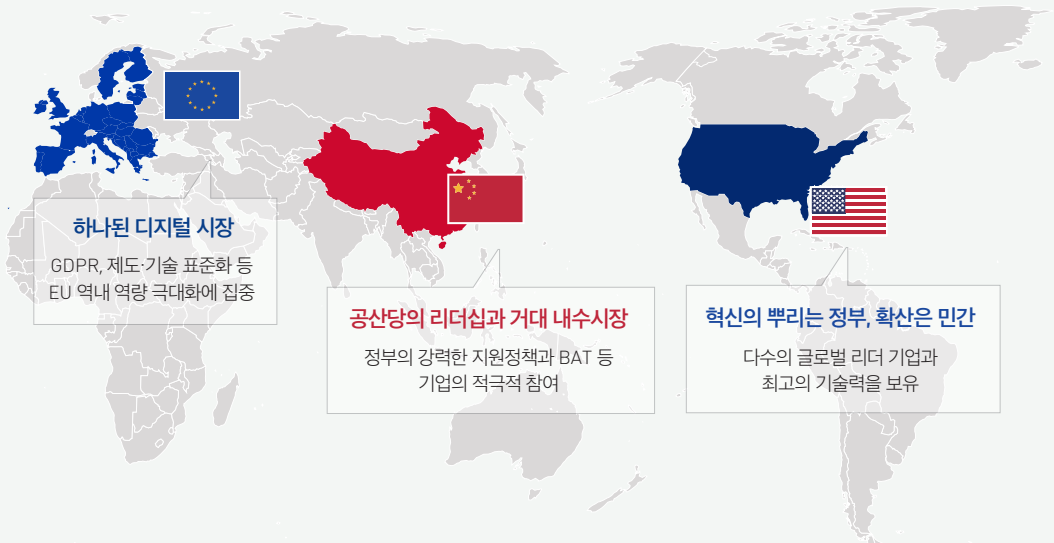 하나된 디지털 시장
GDPR, 제도·기술 표준화 등
EU 역내 역량 극대화에 집중
공산당의 리더십과 거대 내수시장
정부의 강력한 지원정책과 BAT 등
기업의 적극적 참여
혁신의 뿌리는 정부, 확산은 민간
다수의 글로벌 리더 기업과
최고의 기술력을 보유